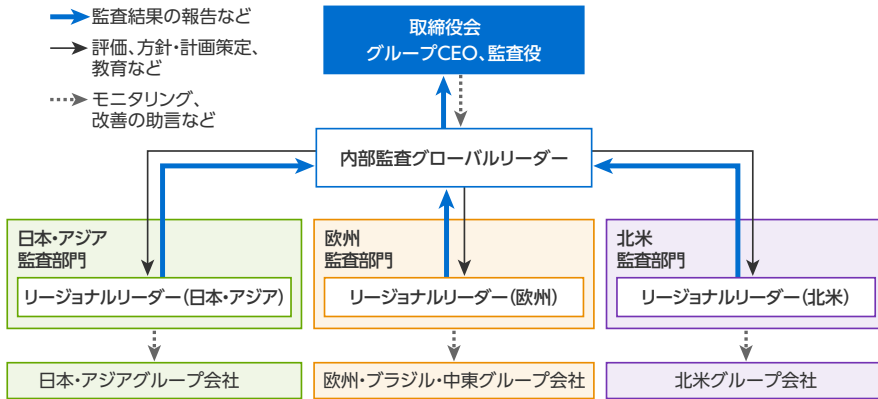 監査結果の報告など
評価、方針・計画策定、
教育など
モニタリング、
改善の助言など
取締役会
グループCEO、監査役
内部監査グローバルリーダー
日本・アジア
監査部門
リージョナルリーダー(日本・アジア)
欧州
監査部門
リージョナルリーダー(欧州)
北米
監査部門
リージョナルリーダー(北米)
日本・アジアグループ会社
欧州・ブラジル・中東グループ会社
北米グループ会社